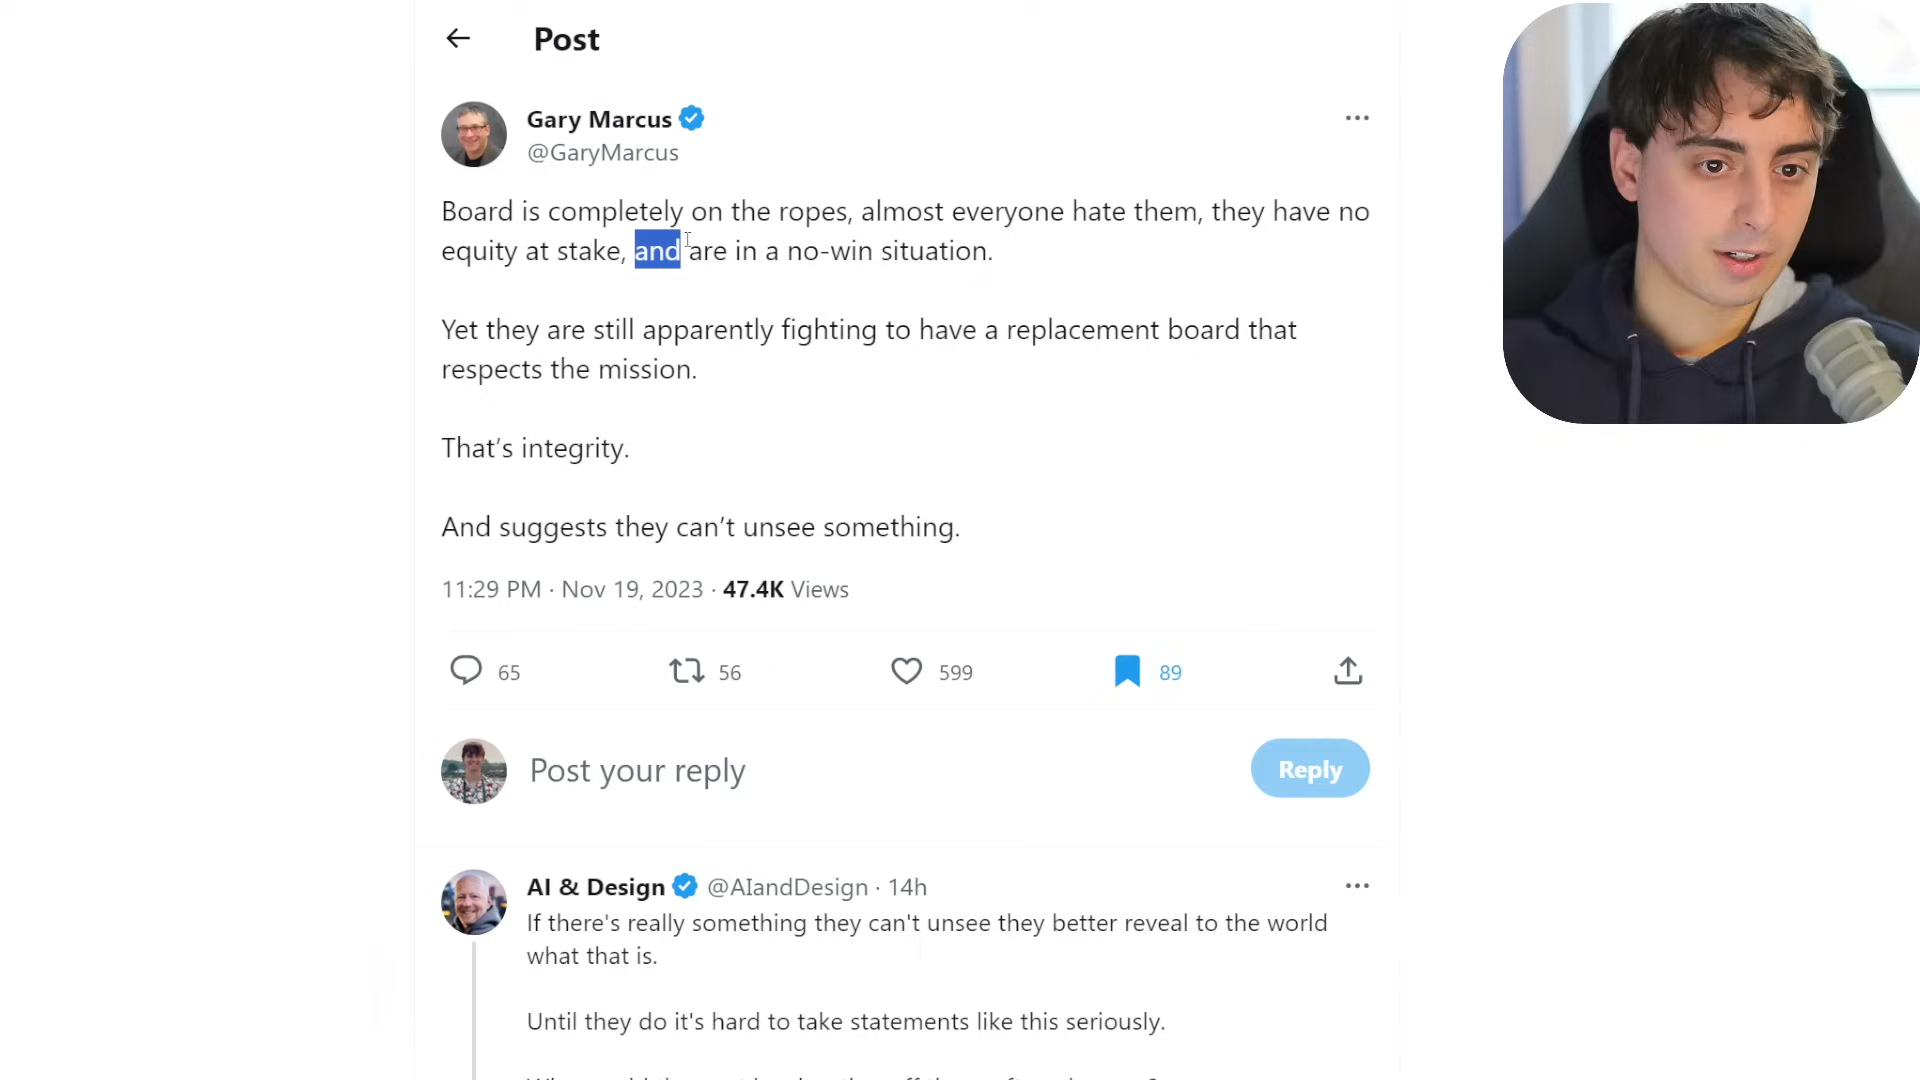 Post
Gary Marcus
@GaryMarcus
Board is completely on the ropes, almost everyone hate them, they have no
equity at stake, and are in a no-win situation.
Yet they are still apparently fighting to have a replacement board that
respects the mission.
That’s integrity.
And suggests they can’t unsee something.
11:29 PM · Nov 19, 2023 · 47.4K Views
65 56 599 89
Post your reply
Reply
AI & Design @AIandDesign · 14h
If there's really something they can't unsee they better reveal to the world
what that is.
Until they do it's hard to take statements like this seriously.